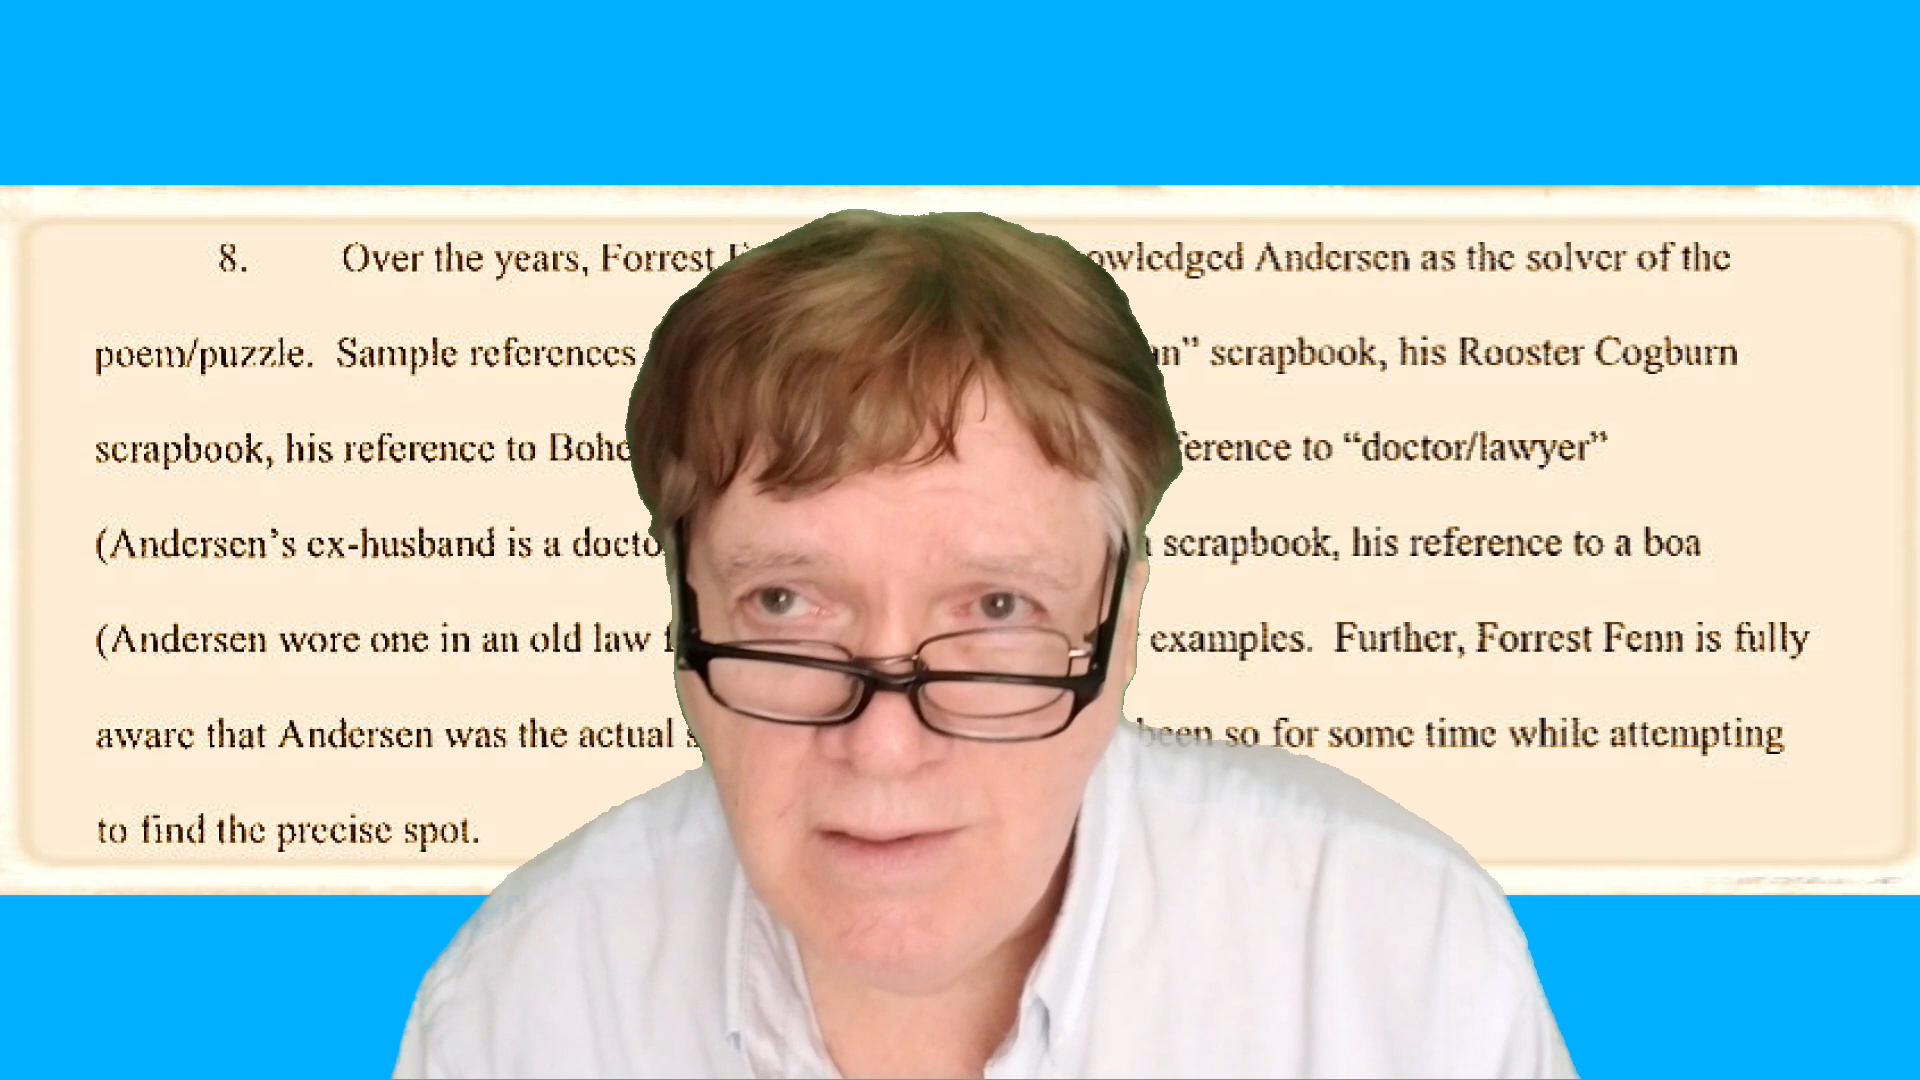 8. Over the years, Forrest owledged Andersen as the solver of the
poem/puzzle. Sample references scrapbook, his Rooster Cogburn
scrapbook, his reference to reference to “doctor/lawyer”
(Andersen’s ex-husband is a scrapbook, his reference to a boa
(Andersen wore one in an old law examples. Further, Forrest Fenn is fully
aware that Andersen was the actual been so for some time while attempting
to find the precise spot.